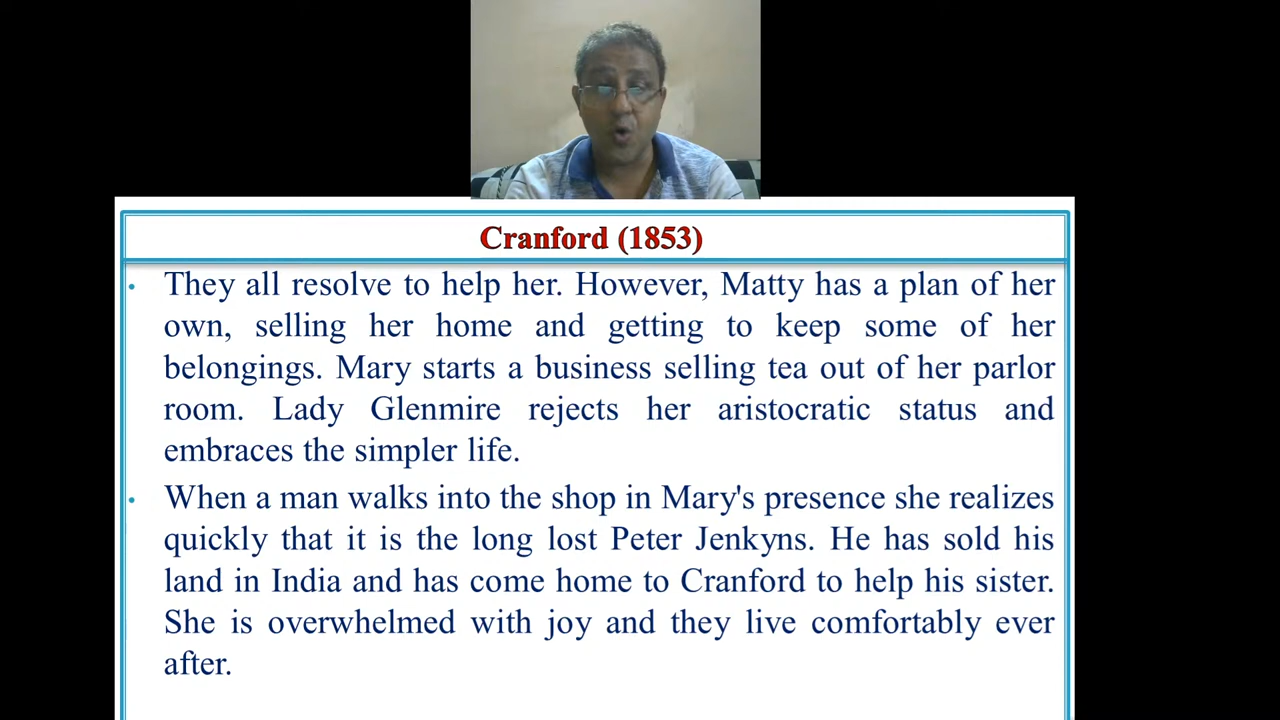 Cranford (1853)
• They all resolve to help her. However, Matty has a plan of her
own, selling her home and getting to keep some of her
belongings. Mary starts a business selling tea out of her parlor
room. Lady Glenmire rejects her aristocratic status and
embraces the simpler life.
• When a man walks into the shop in Mary's presence she realizes
quickly that it is the long lost Peter Jenkyns. He has sold his
land in India and has come home to Cranford to help his sister.
She is overwhelmed with joy and they live comfortably ever
after.